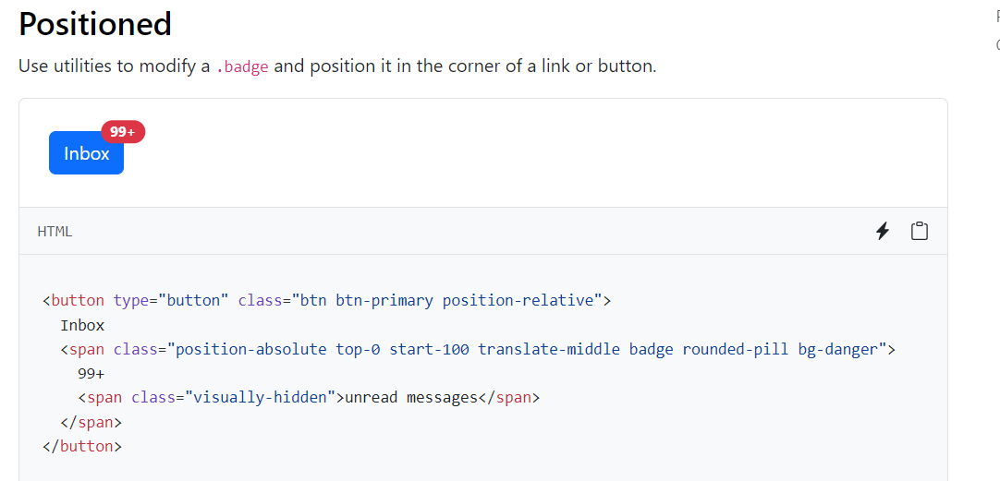 Positioned
Use utilities to modify a .badge and position it in the corner of a link or button.
99+
Inbox
HTML
<button type="button" class="btn btn-primary position-relative">
  Inbox
  <span class="position-absolute top-0 start-100 translate-middle badge rounded-pill bg-danger">
    99+
    <span class="visually-hidden">unread messages</span>
  </span>
</button>